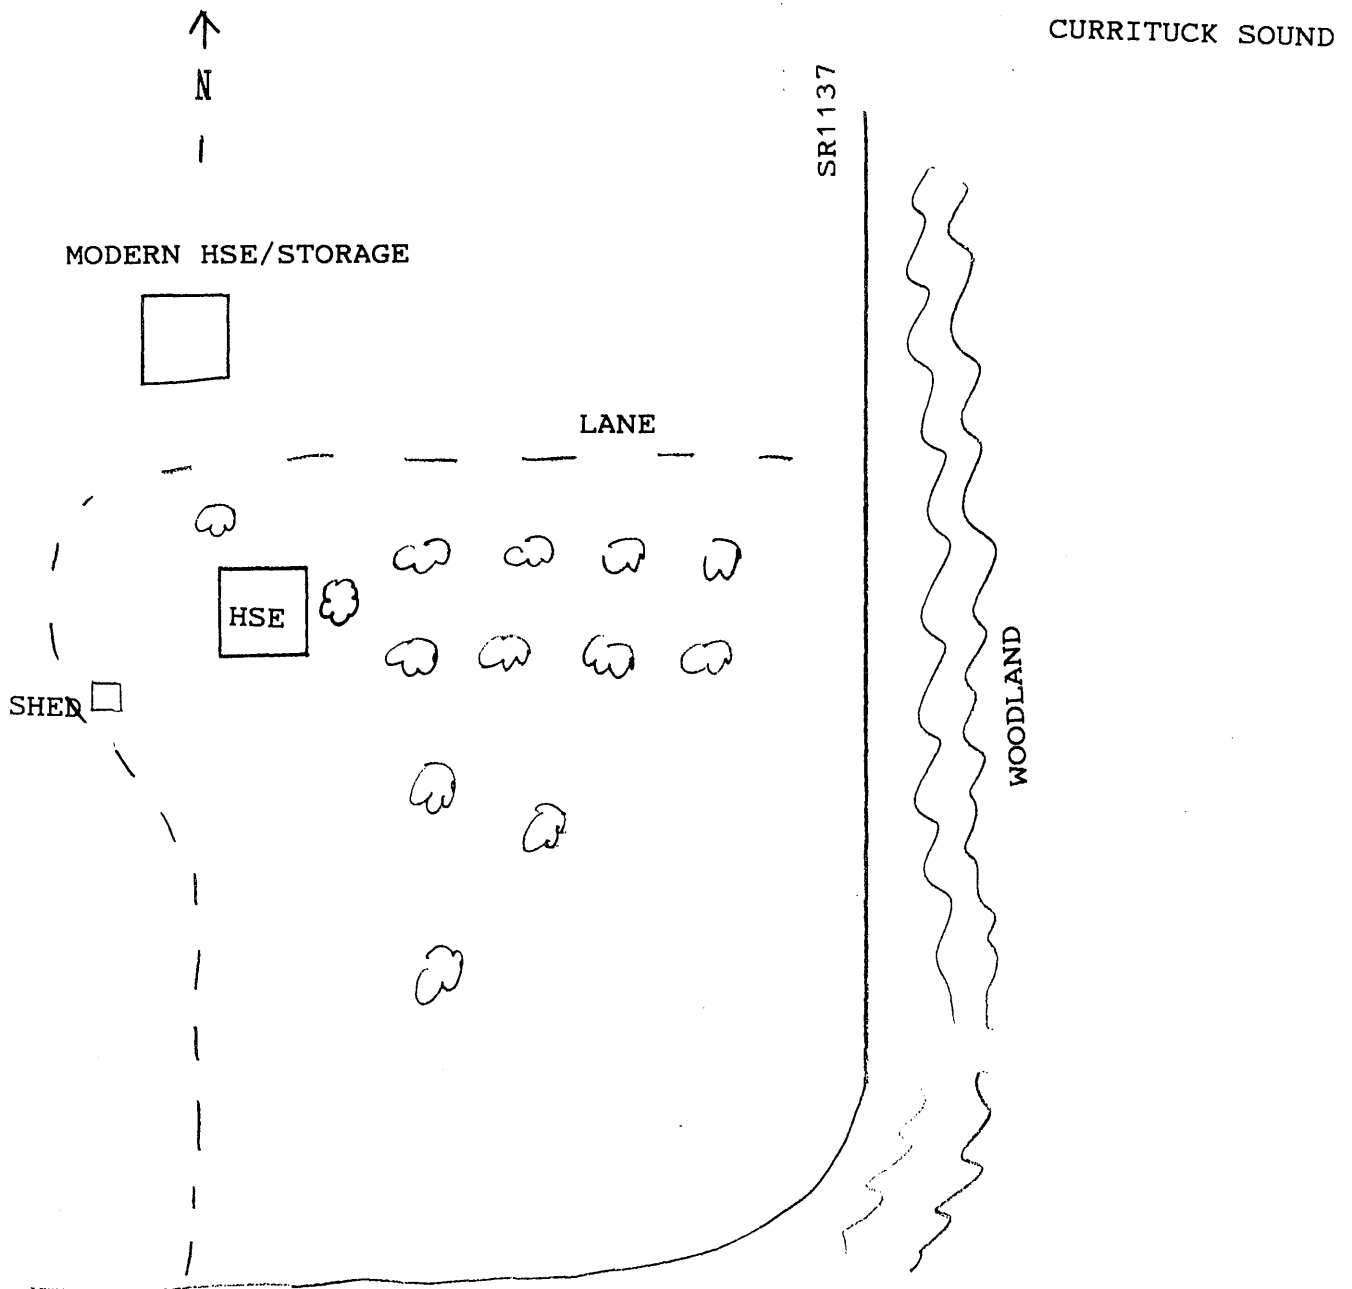 CURRITUCK SOUND
N
SR1137
MODERN HSE/STORAGE
LANE
HSE
SHED
WOODLAND